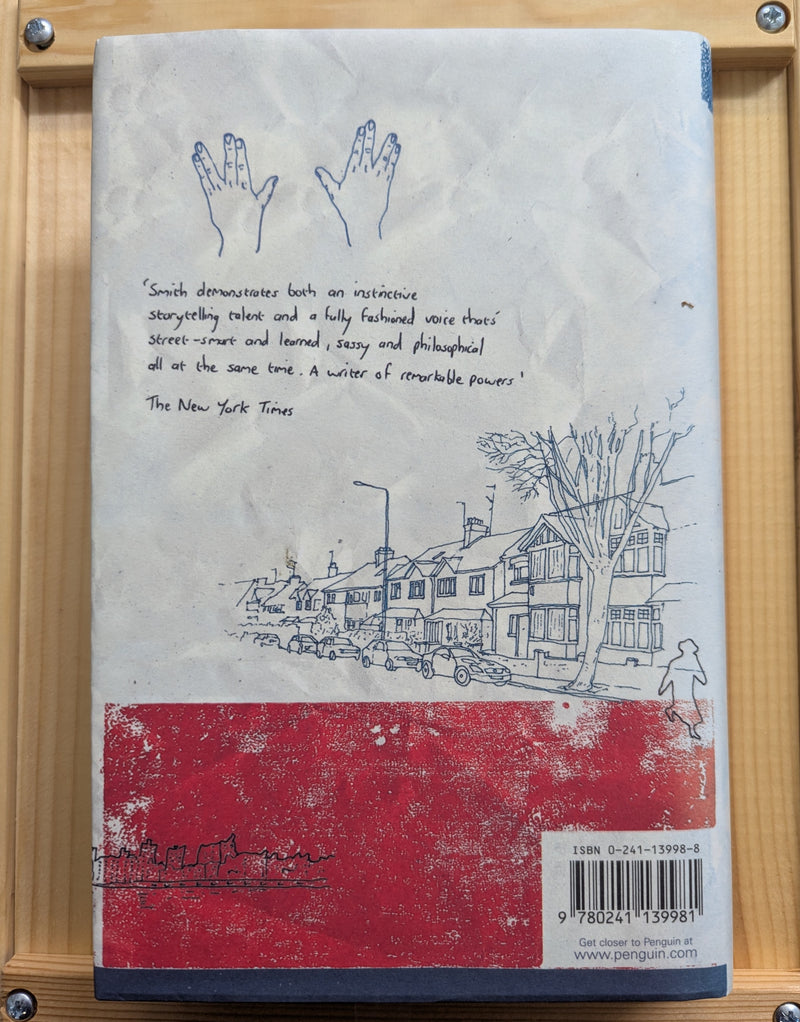 'Smith demonstrates both an instinctive
storytelling talent and a fully fashioned voice thats'
street-smart and learned, sassy and philosophical
all at the same time. A writer of remarkable powers'
The New York Times
ISBN 0-241-13998-8
9 780241 139981
Get closer to Penguin at
www.penguin.com